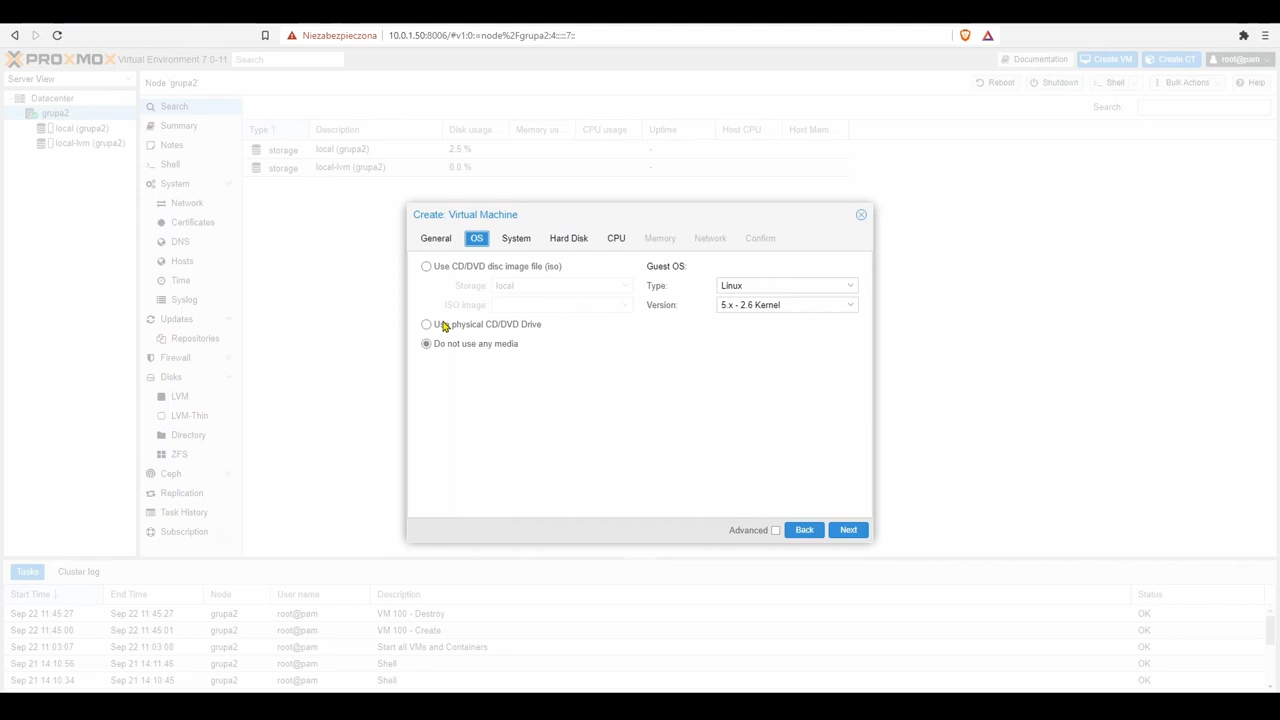 Niezabezpieczona 10.0.1.50:8006/#v1:0:=node%2Fgrupa2:4:::::7::
PROXMOX Virtual Environment 7.0-11 Search Documentation Create VM Create CT root@pam
Server View Node 'grupa2' Reboot Shutdown Shell Bulk Actions Help
Datacenter Search Search:
grupa2 Summary Type Description Disk usage... Memory us... CPU usage Uptime Host CPU... Host Mem...
local (grupa2) Notes storage local (grupa2) 2.5 % -
local-lvm (grupa2) Shell storage local-lvm (grupa2) 0.0 % -
System
Network
Certificates
DNS
Hosts
Time
Syslog
Updates
Repositories
Firewall
Disks
LVM
LVM-Thin
Directory
ZFS
Ceph
Replication
Task History
Subscription
Create: Virtual Machine
General OS System Hard Disk CPU Memory Network Confirm
Use CD/DVD disc image file (iso) Guest OS:
Storage: local Type: Linux
ISO image: Version: 5.x - 2.6 Kernel
Use physical CD/DVD Drive
Do not use any media
Advanced Back Next
Tasks Cluster log
Start Time End Time Node User name Description Status
Sep 22 11:45:27 Sep 22 11:45:27 grupa2 root@pam VM 100 - Destroy OK
Sep 22 11:45:00 Sep 22 11:45:01 grupa2 root@pam VM 100 - Create OK
Sep 22 11:03:07 Sep 22 11:03:08 grupa2 root@pam Start all VMs and Containers OK
Sep 21 14:10:56 Sep 21 14:11:46 grupa2 root@pam Shell OK
Sep 21 14:10:34 Sep 21 14:10:45 grupa2 root@pam Shell OK